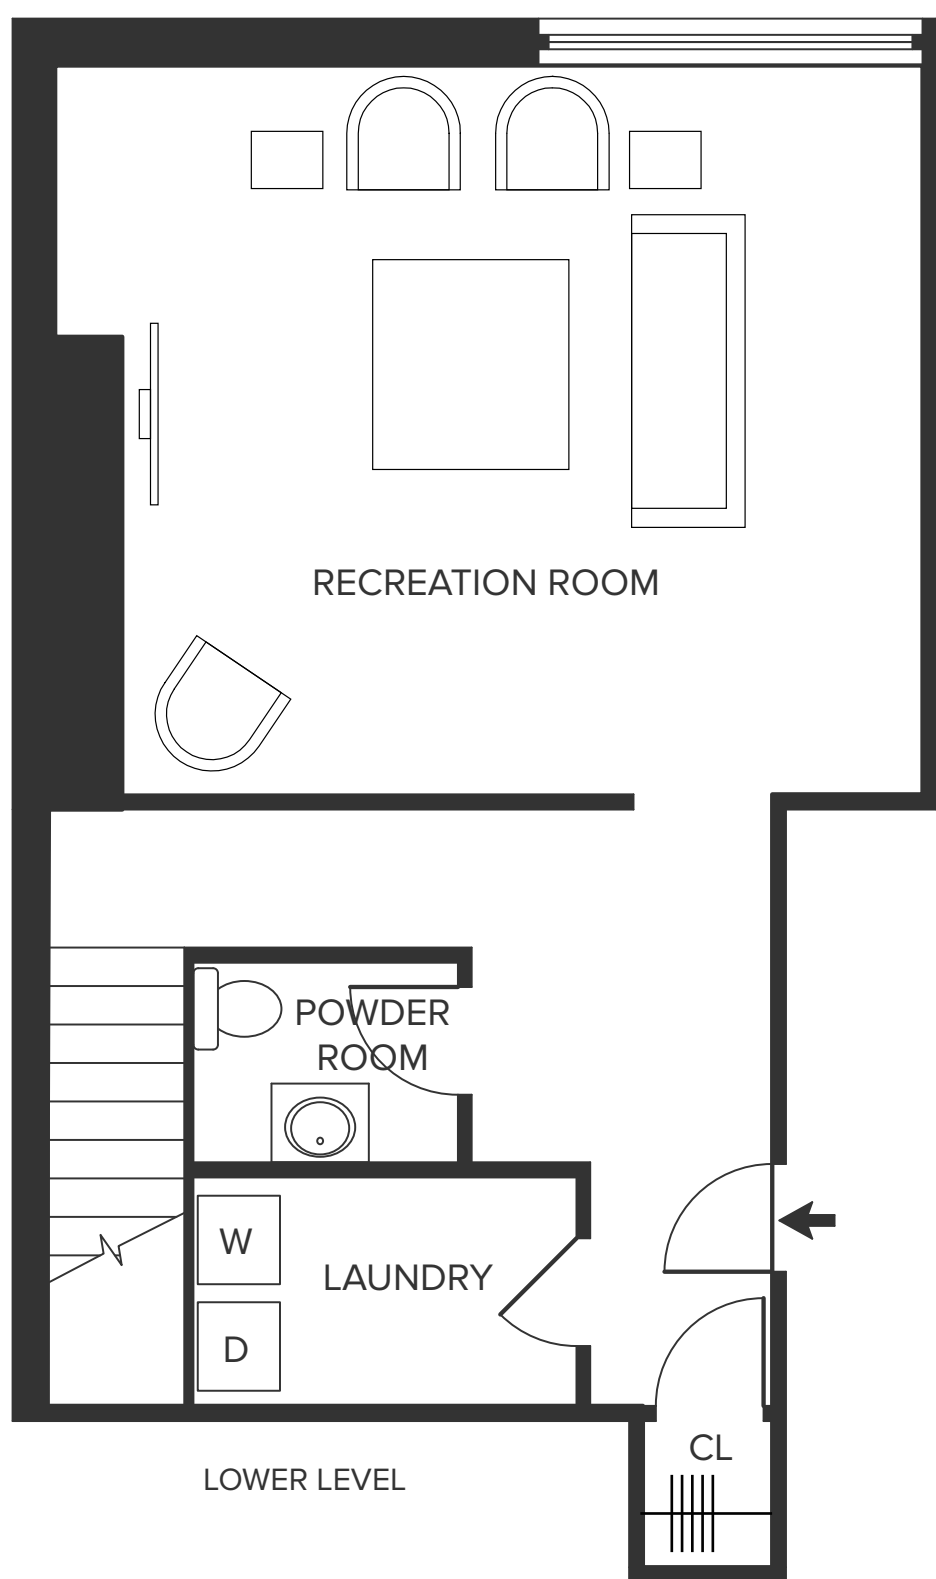 RECREATION ROOM
POWDER
ROOM
W
LAUNDRY
D
CL
LOWER LEVEL